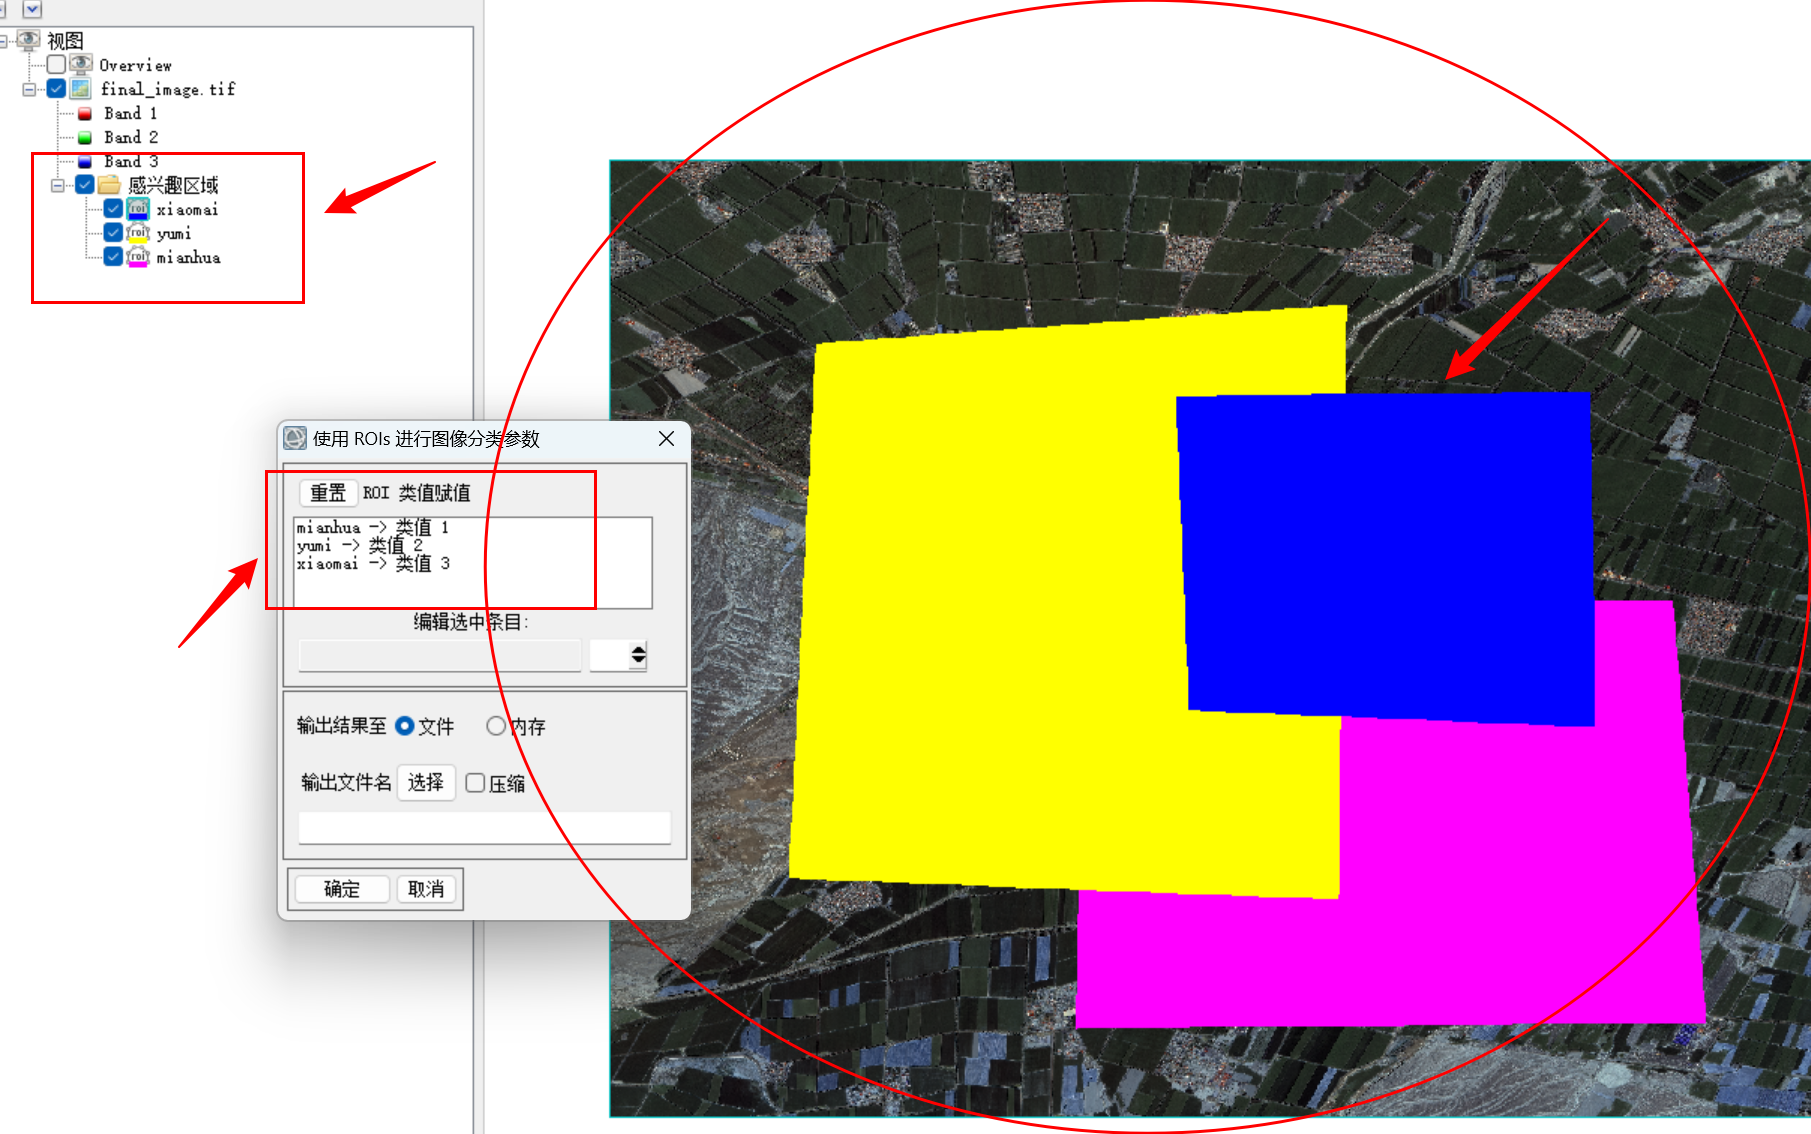 视图
Overview
final_image.tif
Band 1
Band 2
Band 3
感兴趣区域
roi xiaomai
roi yumi
roi mianhua
使用 ROIs 进行图像分类参数
重置 ROI 类值赋值
mianhua -> 类值 1
yumi -> 类值 2
xiaomai -> 类值 3
编辑选中条目:
输出结果至 文件 内存
输出文件名 选择 压缩
确定 取消